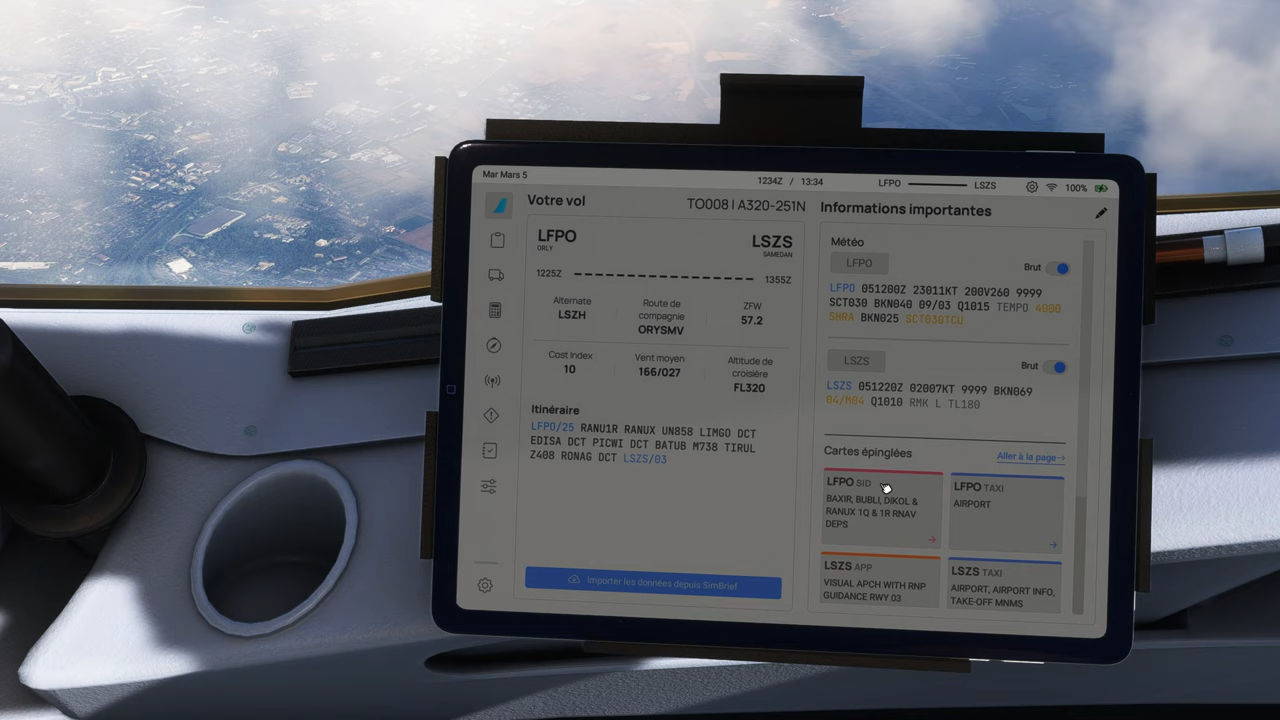 Mar Mars 5
1234Z / 13:34
LFPO
LSZS
100%
Votre vol
TO008 | A320-251N
LFPO
ORLY
LSZS
SAMEDAN
1225Z
1355Z
Alternate
LSZH
Route de
compagnie
ORYSMV
ZFW
57.2
Cost Index
10
Vent moyen
166/027
Altitude de
croisière
FL320
Itinéraire
LFPO/25 RANU1R RANUX UN858 LIMGO DCT
EDISA DCT PICWI DCT BATUB M738 TIRUL
Z408 RONAG DCT LSZS/03
Importer les données depuis SimBrief
Informations importantes
Météo
LFPO
Brut
LFPO 051200Z 23011KT 200V260 9999
SCT030 BKN040 09/03 Q1015 TEMPO 4000
SHRA BKN025 SCT030TCU
LSZS
Brut
LSZS 051220Z 02007KT 9999 BKN069
04/M04 Q1010 RMK L TL180
Cartes épinglées
Aller à la page→
LFPO SID
BAXIR, BUBLI, DIKOL &
RANUX 1Q & 1R RNAV
DEPS
LFPO TAXI
AIRPORT
LSZS APP
VISUAL APCH WITH RNP
GUIDANCE RWY 03
LSZS TAXI
AIRPORT, AIRPORT INFO,
TAKE-OFF MNMS